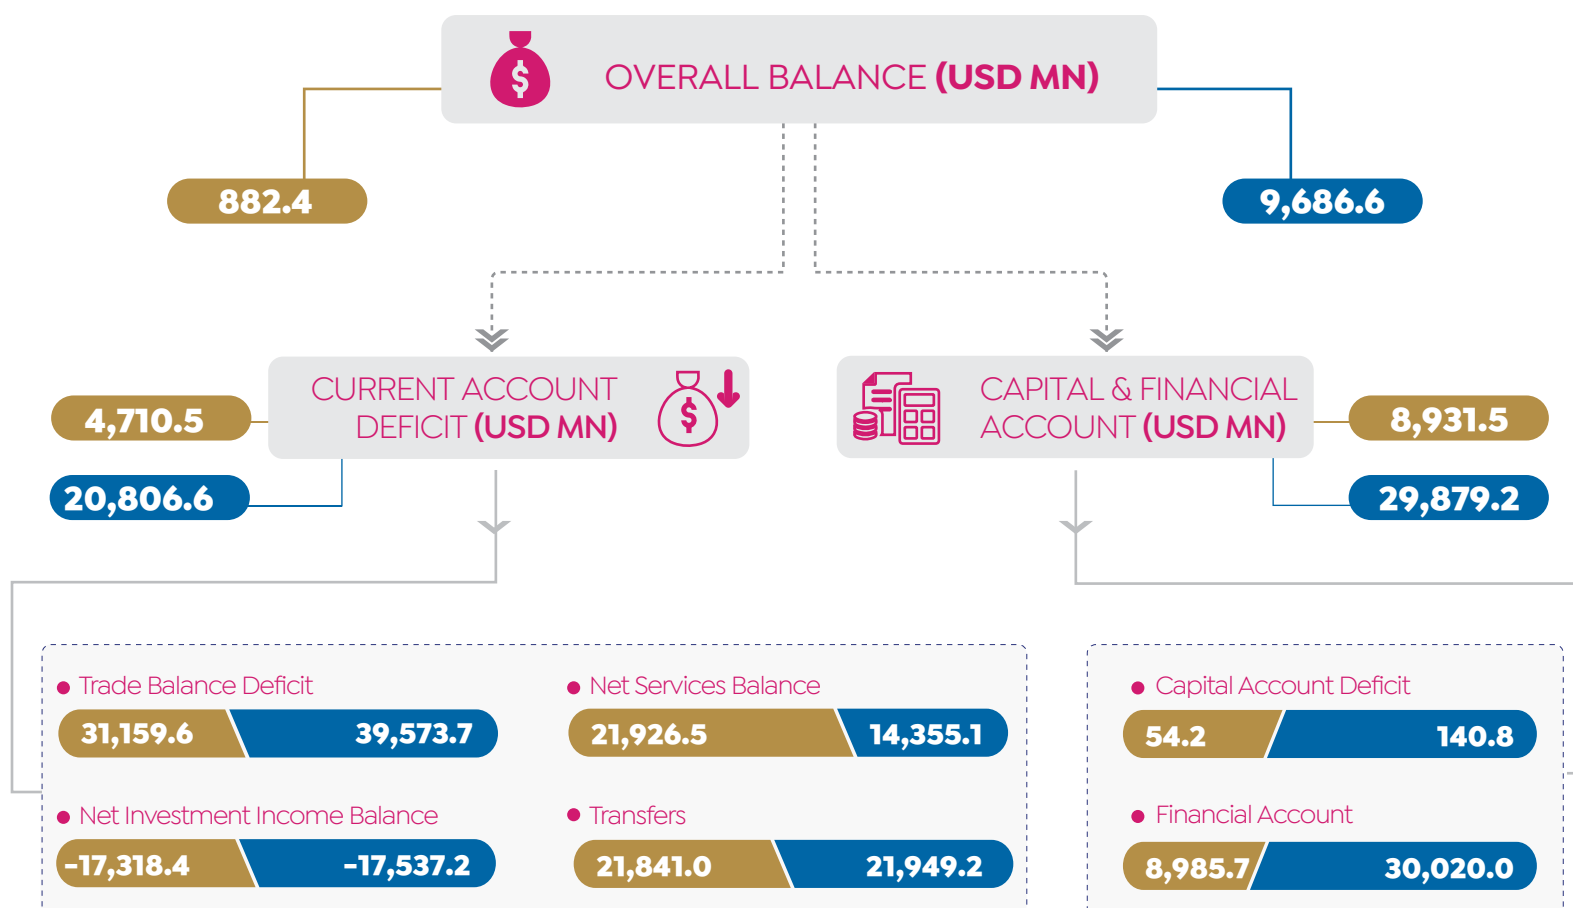 OVERALL BALANCE (USD MN)
882.4
9,686.6
CURRENT ACCOUNT
DEFICIT (USD MN)
4,710.5
20,806.6
CAPITAL & FINANCIAL
ACCOUNT (USD MN)
8,931.5
29,879.2
Trade Balance Deficit
31,159.6 39,573.7
Net Services Balance
21,926.5 14,355.1
Net Investment Income Balance
-17,318.4 -17,537.2
Transfers
21,841.0 21,949.2
Capital Account Deficit
54.2 140.8
Financial Account
8,985.7 30,020.0